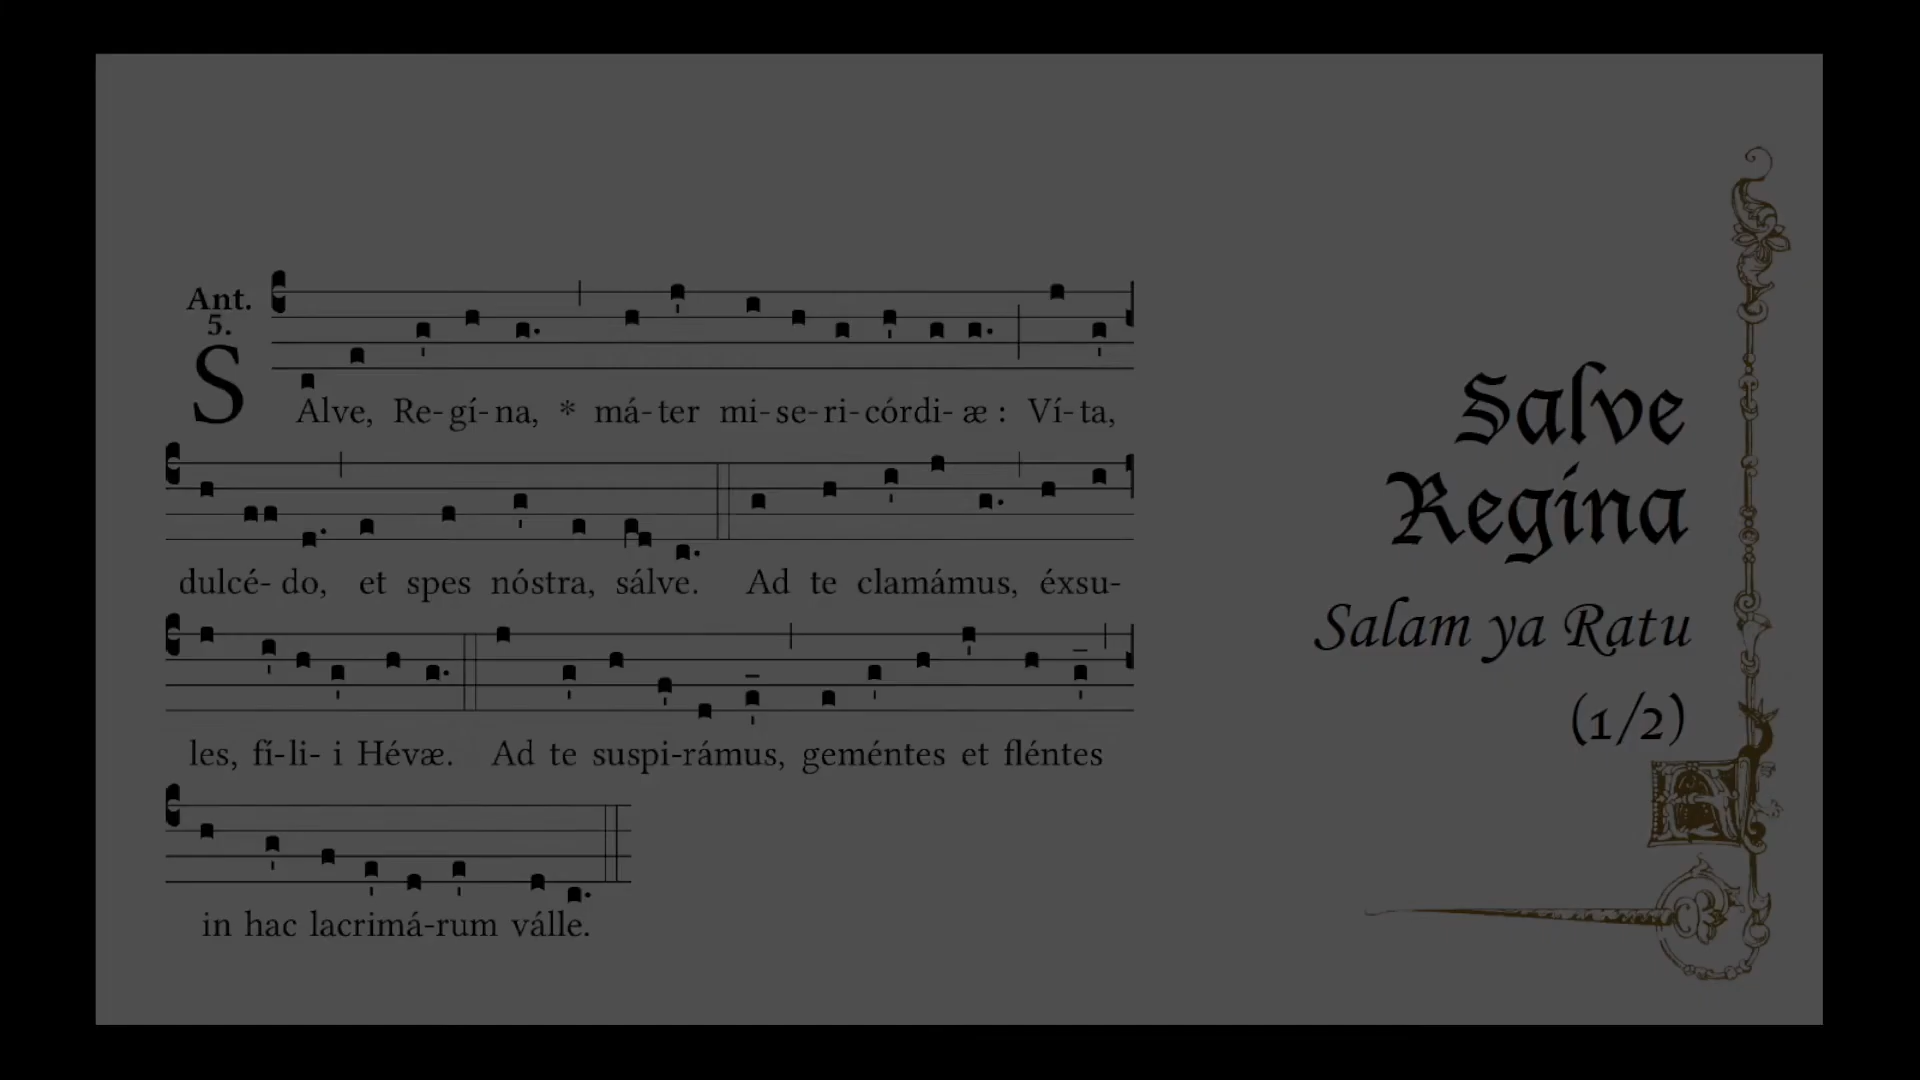 Ant.
5.
SAlve, Re-gí-na, * má-ter mi-se-ri-córdi-æ : Ví-ta,
dulcé-do, et spes nóstra, sálve. Ad te clamámus, éxsu-
les, fí-li-i Hévæ. Ad te suspi-rámus, geméntes et fléntes
in hac lacrimá-rum válle.
Salve
Regina
Salam ya Ratu
(1/2)